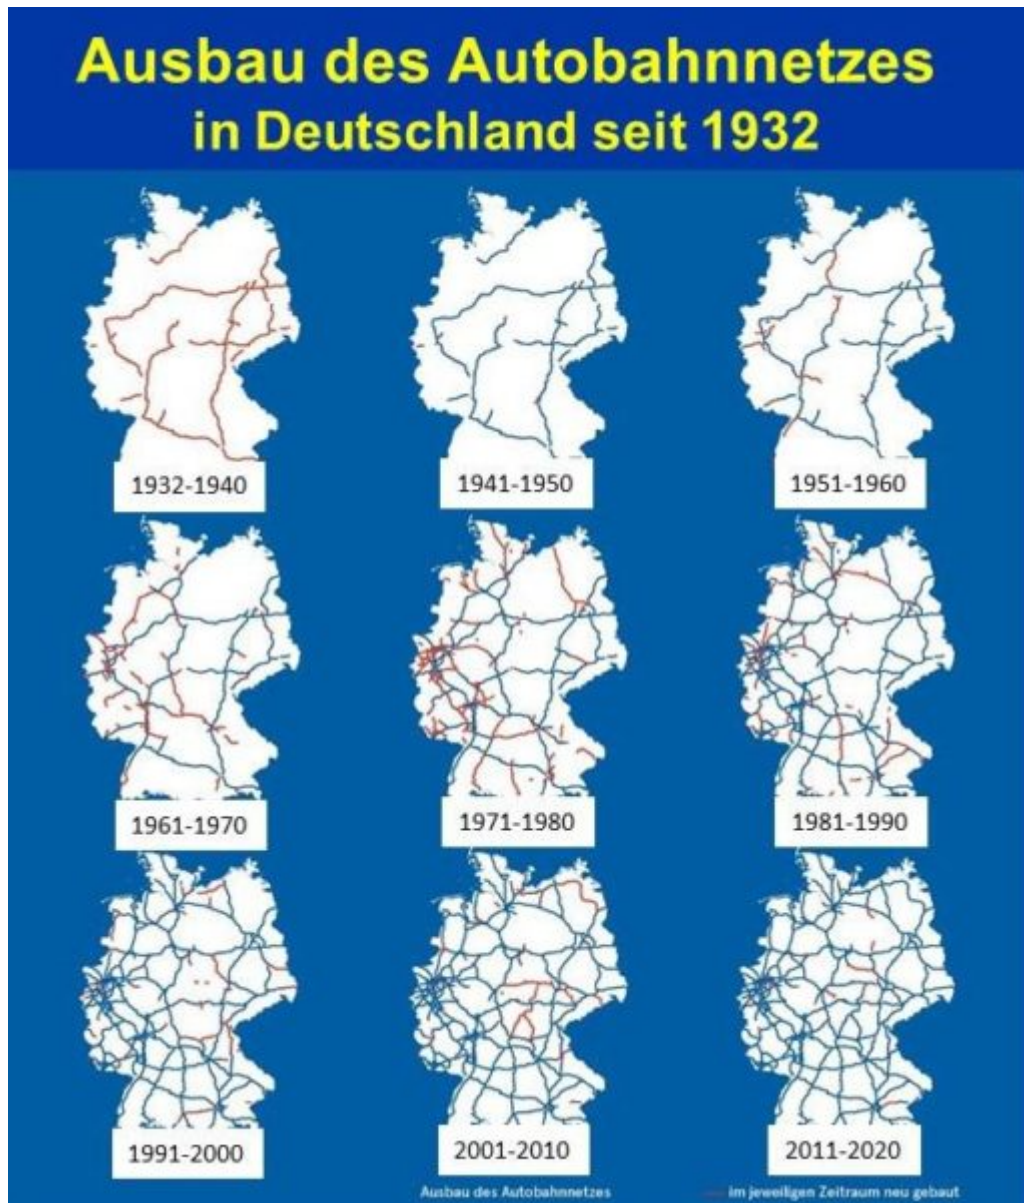 Ausbau des Autobahnnetzes
in Deutschland seit 1932
1932-1940
1941-1950
1951-1960
1961-1970
1971-1980
1981-1990
1991-2000
2001-2010
2011-2020
Ausbau des Autobahnnetzes
im jeweiligen Zeitraum neu gebaut